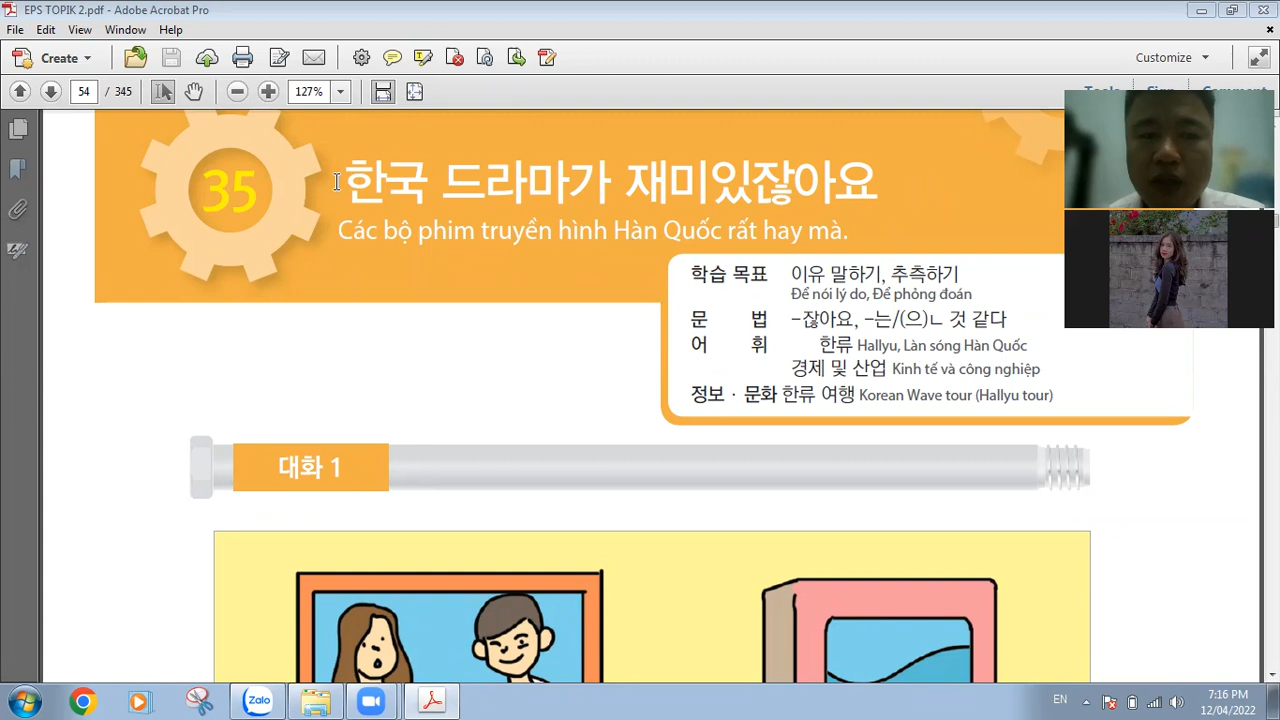 EPS TOPIK 2.pdf - Adobe Acrobat Pro
File Edit View Window Help
Create Customize
54 / 345 127%
35
한국 드라마가 재미있잖아요
Các bộ phim truyền hình Hàn Quốc rất hay mà.
학습 목표 이유 말하기, 추측하기
Để nói lý do, Để phỏng đoán
문 법 –잖아요, –는/(으)ㄴ 것 같다
어 휘 한류 Hallyu, Làn sóng Hàn Quốc
경제 및 산업 Kinh tế và công nghiệp
정보 · 문화 한류 여행 Korean Wave tour (Hallyu tour)
대화 1
Zalo
EN
7:16 PM
12/04/2022